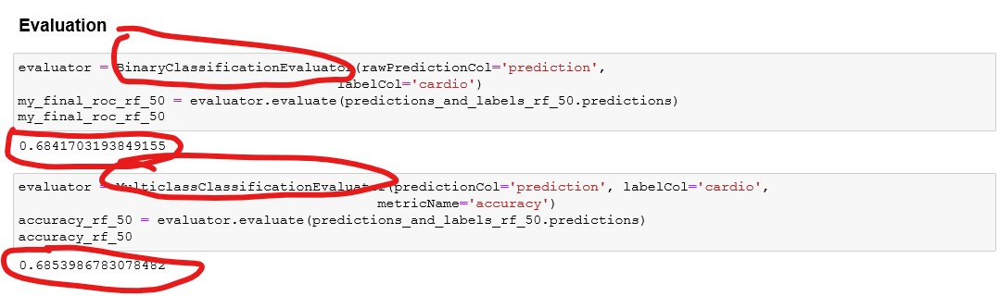 Evaluation
evaluator = BinaryClassificationEvaluator(rawPredictionCol='prediction',
labelCol='cardio')
my_final_roc_rf_50 = evaluator.evaluate(predictions_and_labels_rf_50.predictions)
my_final_roc_rf_50
0.6841703193849155
evaluator = MulticlassClassificationEvaluator(predictionCol='prediction', labelCol='cardio',
metricName='accuracy')
accuracy_rf_50 = evaluator.evaluate(predictions_and_labels_rf_50.predictions)
accuracy_rf_50
0.6853986783078482